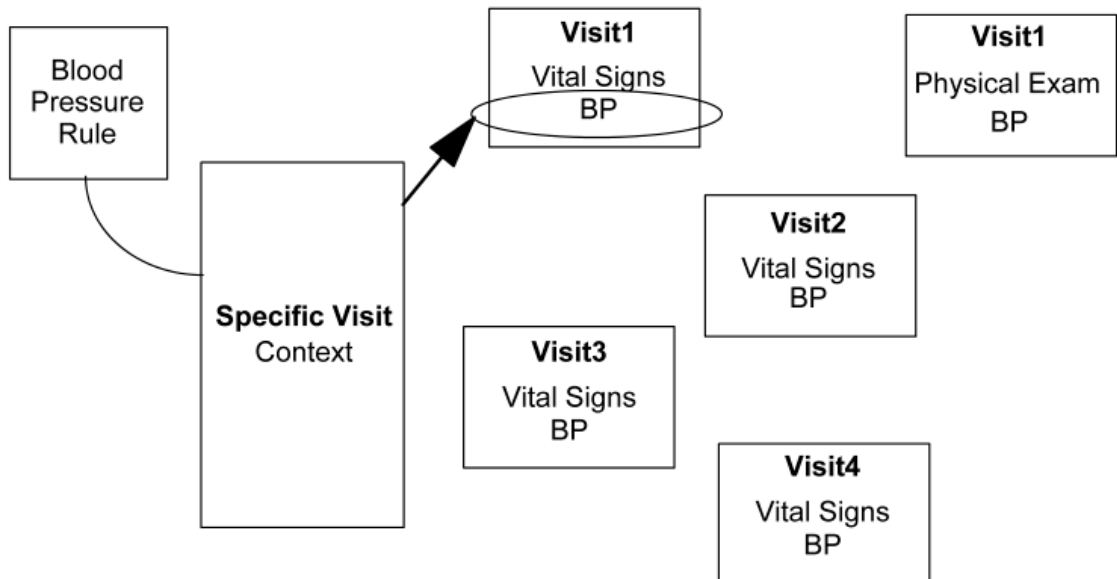 Blood
Pressure
Rule
Specific Visit
Context
Visit1
Vital Signs
BP
Visit1
Physical Exam
BP
Visit2
Vital Signs
BP
Visit3
Vital Signs
BP
Visit4
Vital Signs
BP